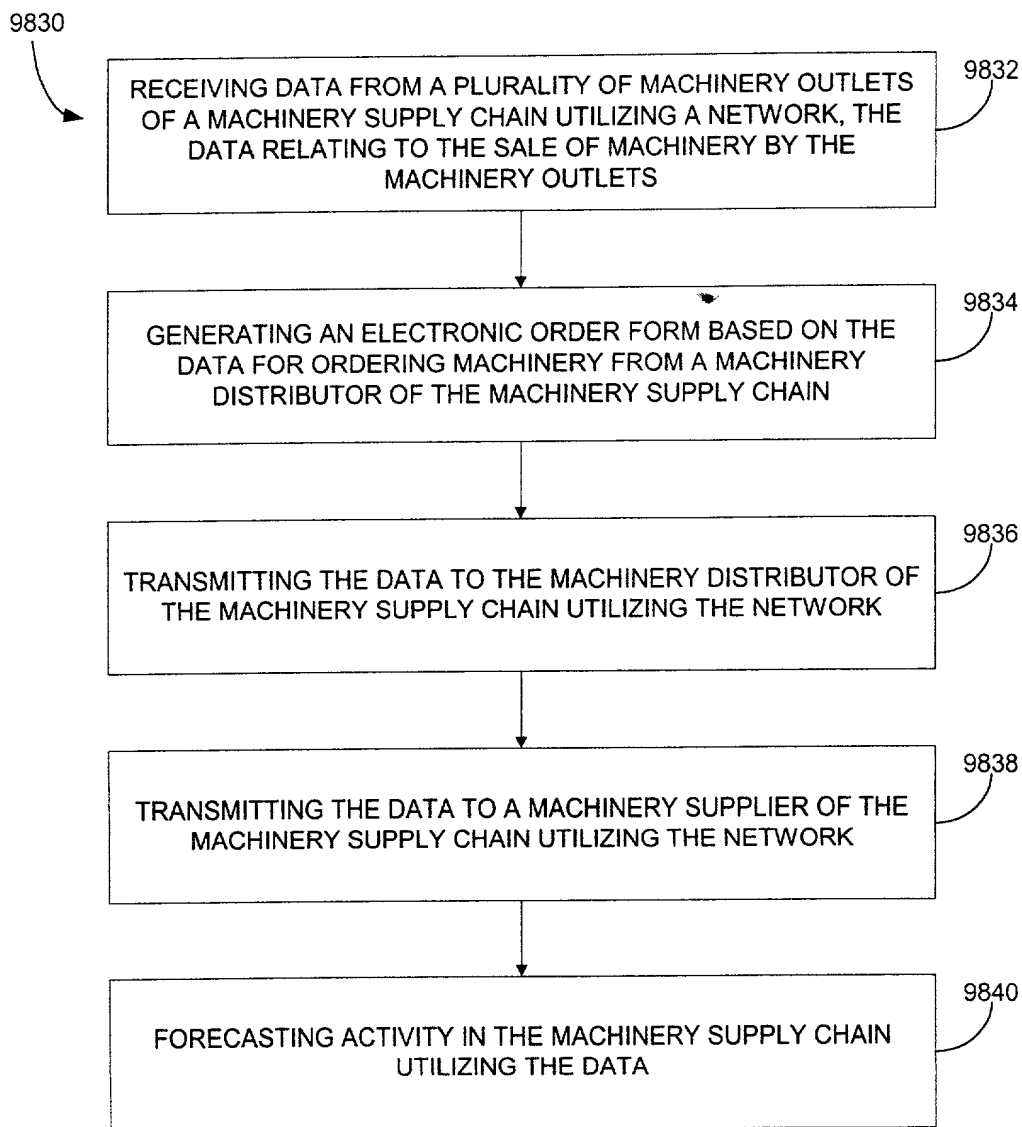 9830
RECEIVING DATA FROM A PLURALITY OF MACHINERY OUTLETS
OF A MACHINERY SUPPLY CHAIN UTILIZING A NETWORK, THE
DATA RELATING TO THE SALE OF MACHINERY BY THE
MACHINERY OUTLETS
9832
GENERATING AN ELECTRONIC ORDER FORM BASED ON THE
DATA FOR ORDERING MACHINERY FROM A MACHINERY
DISTRIBUTOR OF THE MACHINERY SUPPLY CHAIN
9834
TRANSMITTING THE DATA TO THE MACHINERY DISTRIBUTOR OF
THE MACHINERY SUPPLY CHAIN UTILIZING THE NETWORK
9836
TRANSMITTING THE DATA TO A MACHINERY SUPPLIER OF THE
MACHINERY SUPPLY CHAIN UTILIZING THE NETWORK
9838
FORECASTING ACTIVITY IN THE MACHINERY SUPPLY CHAIN
UTILIZING THE DATA
9840